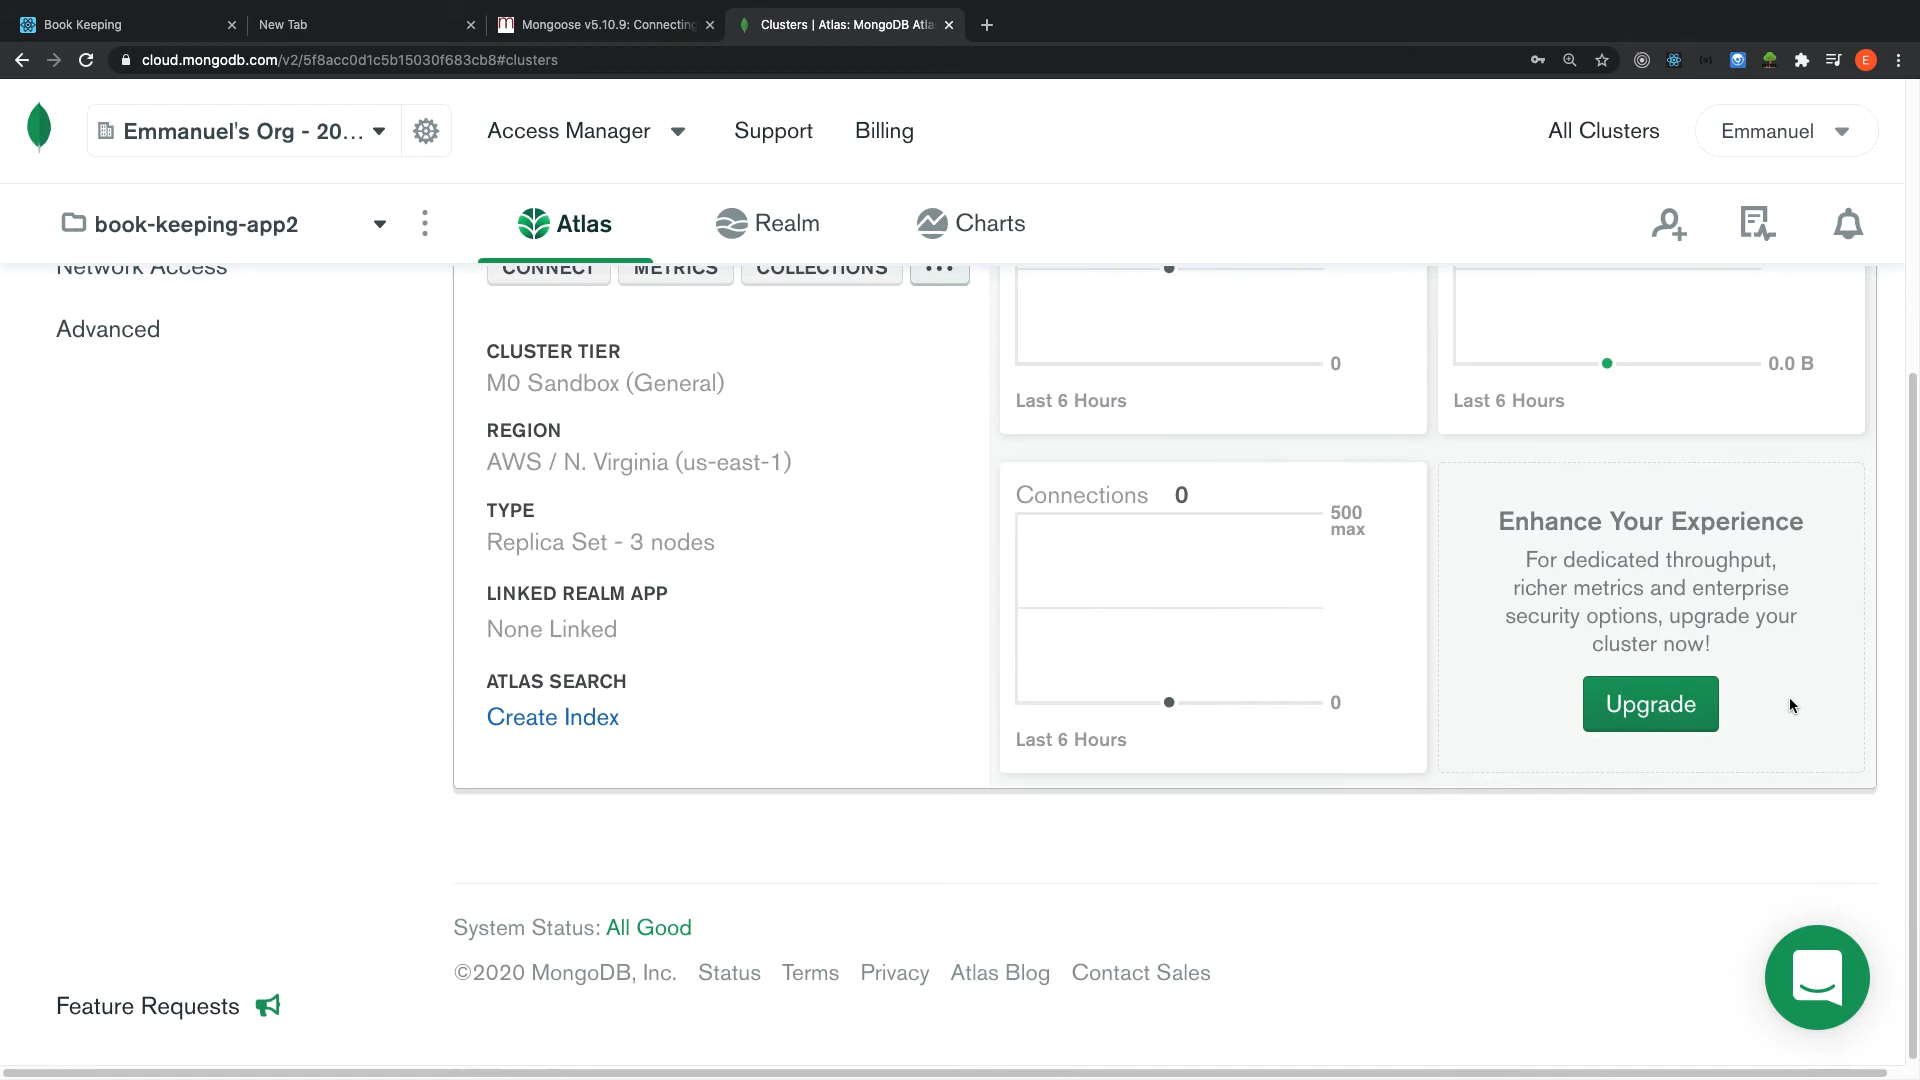 Book Keeping
New Tab
Mongoose v5.10.9: Connecting
Clusters | Atlas: MongoDB Atla
cloud.mongodb.com/v2/5f8acc0d1c5b15030f683cb8#clusters
E
Emmanuel's Org - 20...
Access Manager
Support
Billing
All Clusters
Emmanuel
book-keeping-app2
Atlas
Realm
Charts
Network Access
CONNECT
METRICS
COLLECTIONS
...
Advanced
CLUSTER TIER
M0 Sandbox (General)
REGION
AWS / N. Virginia (us-east-1)
TYPE
Replica Set - 3 nodes
LINKED REALM APP
None Linked
ATLAS SEARCH
Create Index
0
Last 6 Hours
0.0 B
Last 6 Hours
Connections 0
500
max
0
Last 6 Hours
Enhance Your Experience
For dedicated throughput,
richer metrics and enterprise
security options, upgrade your
cluster now!
Upgrade
System Status: All Good
©2020 MongoDB, Inc. Status Terms Privacy Atlas Blog Contact Sales
Feature Requests